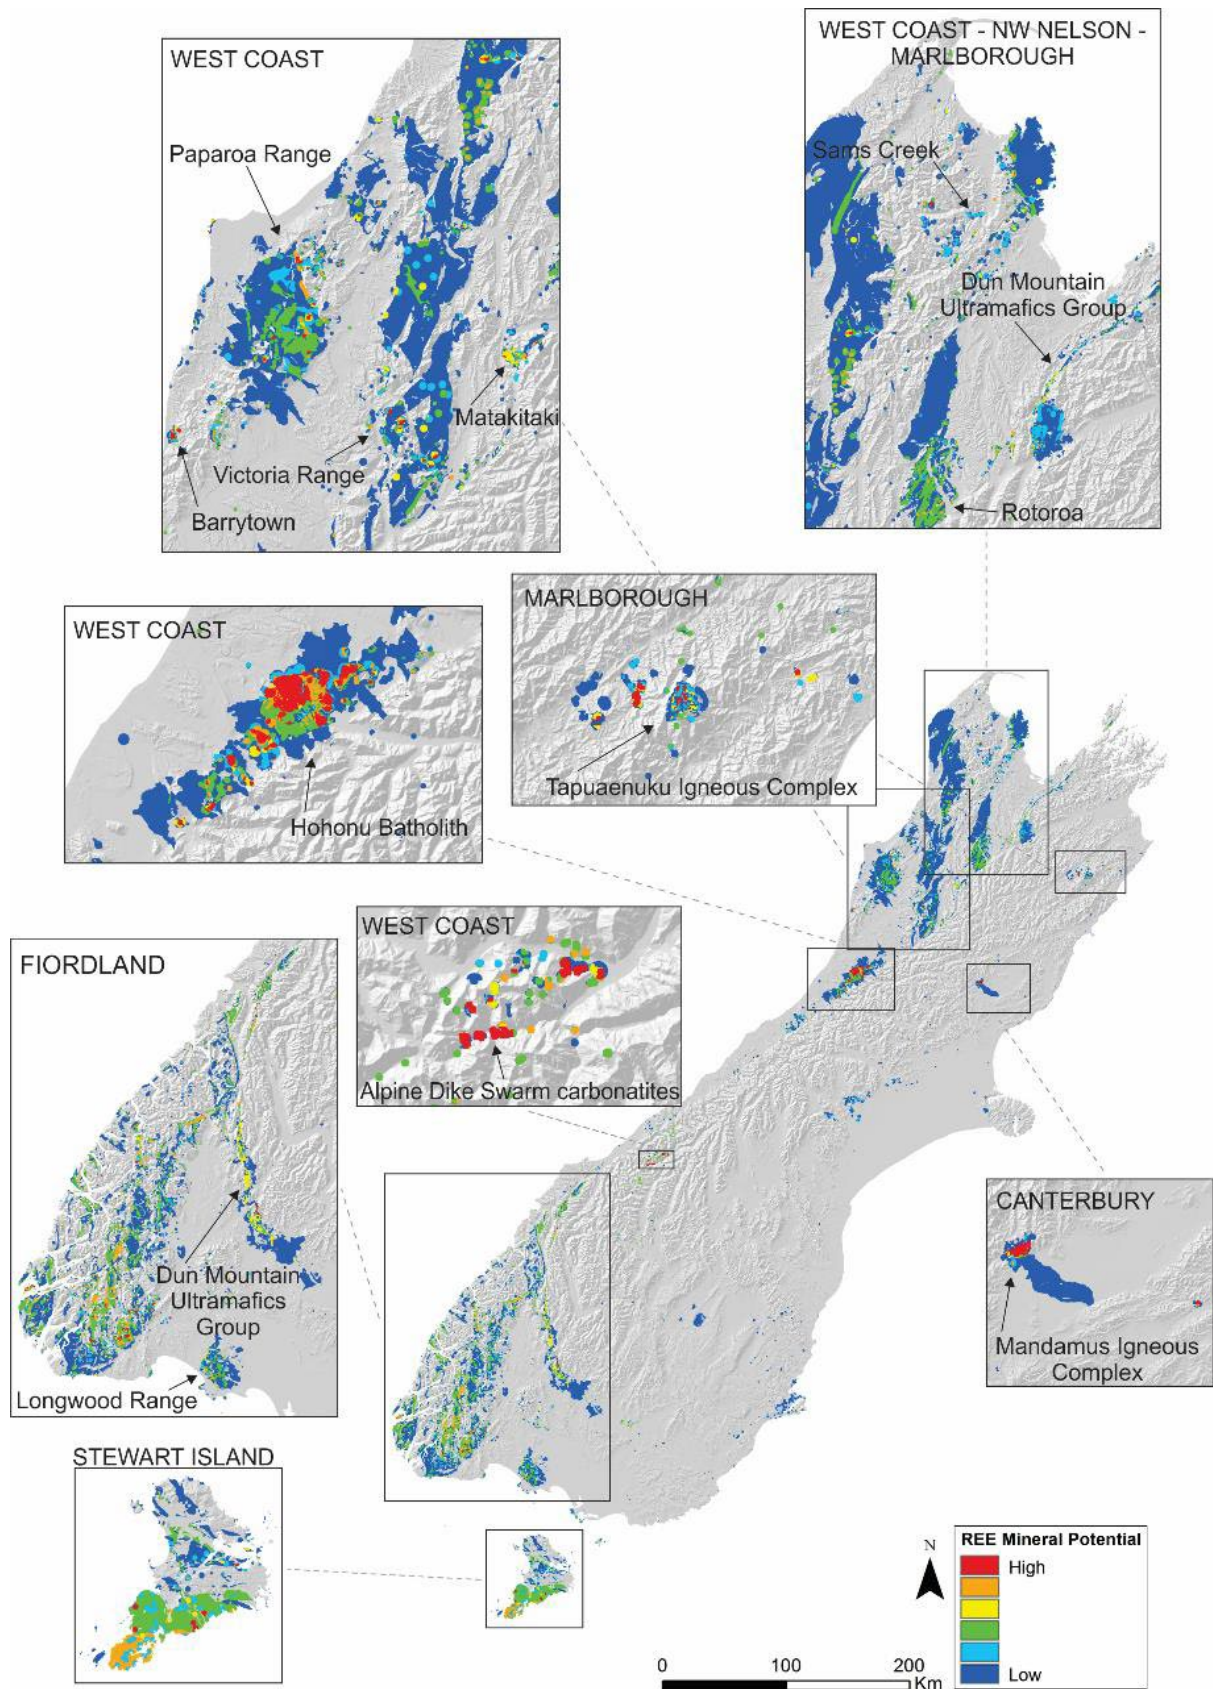 WEST COAST
Paparoa Range
Matakitaki
Victoria Range
Barrytown
WEST COAST - NW NELSON -
MARLBOROUGH
Sams Creek
Dun Mountain
Ultramafics Group
Rotoroa
WEST COAST
Hohonu Batholith
MARLBOROUGH
Tapuaenuku Igneous Complex
FIORDLAND
Dun Mountain
Ultramafics
Group
Longwood Range
WEST COAST
Alpine Dike Swarm carbonatites
CANTERBURY
Mandamus Igneous
Complex
STEWART ISLAND
N
REE Mineral Potential
High
Low
0 100 200
Km